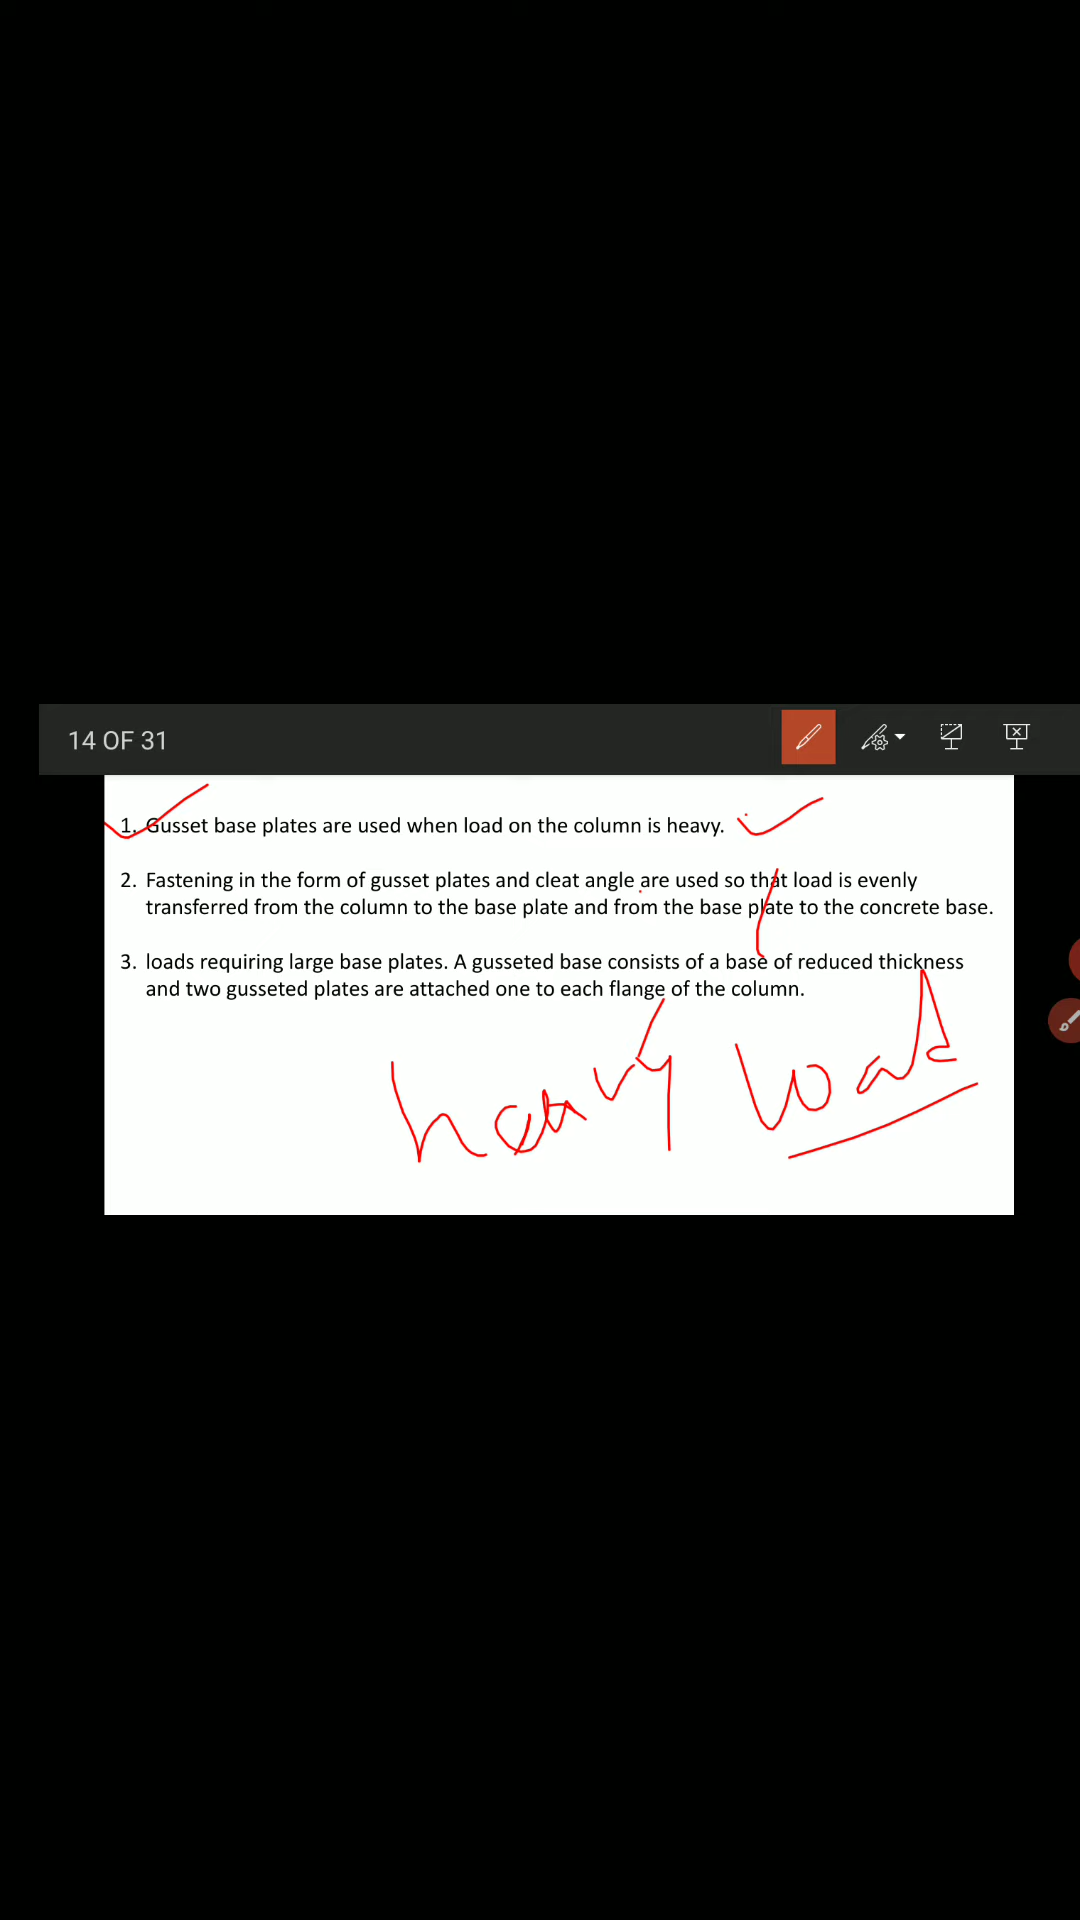 14 OF 31
1. Gusset base plates are used when load on the column is heavy.
2. Fastening in the form of gusset plates and cleat angle are used so that load is evenly
transferred from the column to the base plate and from the base plate to the concrete base.
3. loads requiring large base plates. A gusseted base consists of a base of reduced thickness
and two gusseted plates are attached one to each flange of the column.
heavy load